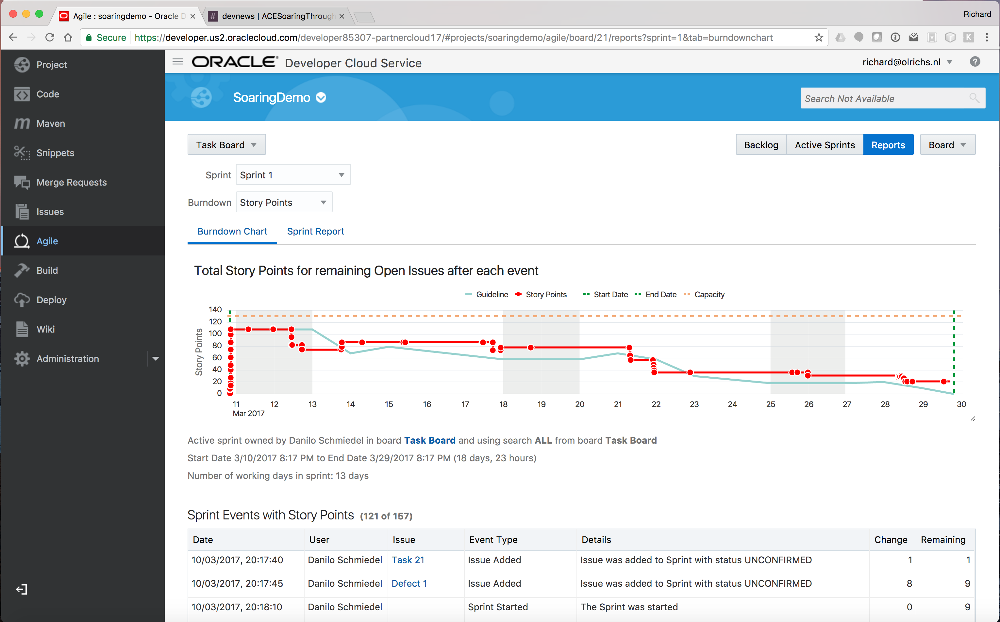 Agile : soaringdemo - Oracle D
devnews | ACESoaringThrough
Richard
Secure https://developer.us2.oraclecloud.com/developer85307-partnercloud17/#projects/soaringdemo/agile/board/21/reports?sprint=1&tab=burndownchart
K
Project
Code
Maven
Snippets
Merge Requests
Issues
Agile
Build
Deploy
Wiki
Administration
ORACLE Developer Cloud Service
richard@olrichs.nl
SoaringDemo
Search Not Available
Task Board
Backlog Active Sprints Reports Board
Sprint Sprint 1
Burndown Story Points
Burndown Chart Sprint Report
Total Story Points for remaining Open Issues after each event
Guideline Story Points Start Date End Date Capacity
Story Points
140
120
100
80
60
40
20
0
11 12 13 14 15 16 17 18 19 20 21 22 23 24 25 26 27 28 29 30
Mar 2017
Active sprint owned by Danilo Schmiedel in board Task Board and using search ALL from board Task Board
Start Date 3/10/2017 8:17 PM to End Date 3/29/2017 8:17 PM (18 days, 23 hours)
Number of working days in sprint: 13 days
Sprint Events with Story Points (121 of 157)
Date User Issue Event Type Details Change Remaining
10/03/2017, 20:17:40 Danilo Schmiedel Task 21 Issue Added Issue was added to Sprint with status UNCONFIRMED 1 1
10/03/2017, 20:17:45 Danilo Schmiedel Defect 1 Issue Added Issue was added to Sprint with status UNCONFIRMED 8 9
10/03/2017, 20:18:10 Danilo Schmiedel Sprint Started The Sprint was started 0 9